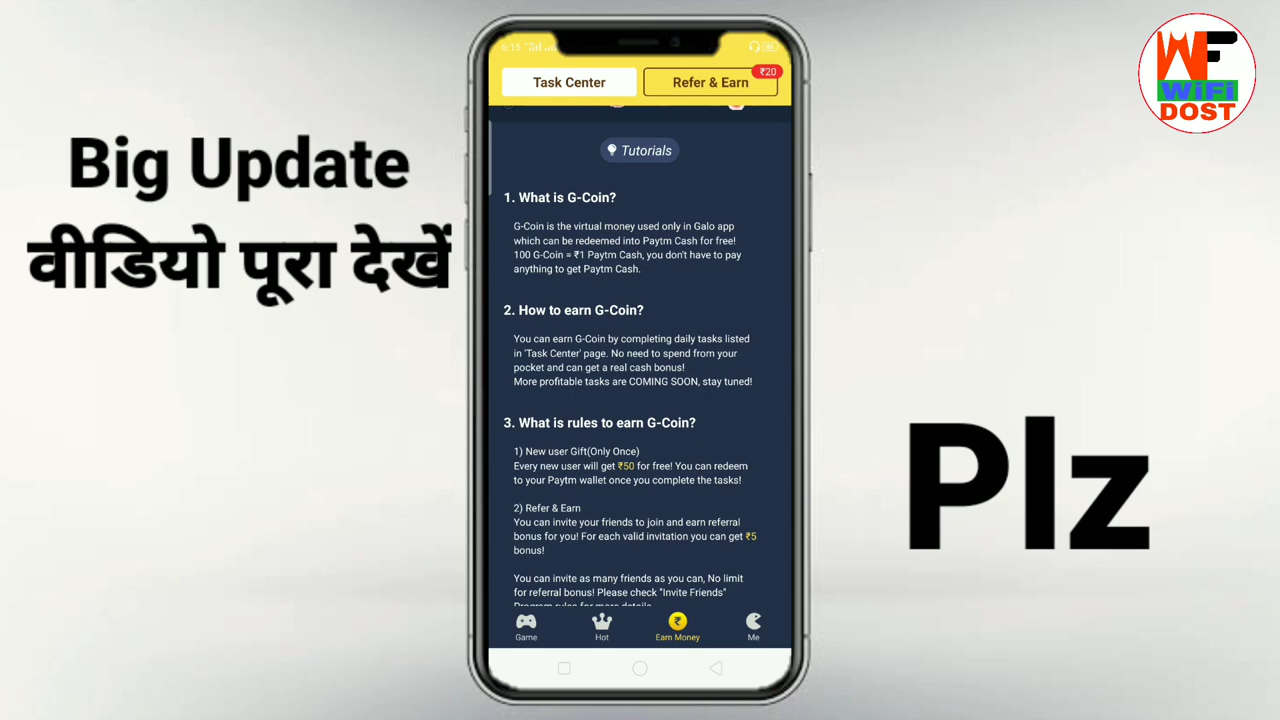 Big Update
वीडियो पूरा देखें
6:15
Task Center
Refer & Earn
₹20
Tutorials
1. What is G-Coin?
G-Coin is the virtual money used only in Galo app
which can be redeemed into Paytm Cash for free!
100 G-Coin = ₹1 Paytm Cash, you don't have to pay
anything to get Paytm Cash.
2. How to earn G-Coin?
You can earn G-Coin by completing daily tasks listed
in 'Task Center' page. No need to spend from your
pocket and can get a real cash bonus!
More profitable tasks are COMING SOON, stay tuned!
3. What is rules to earn G-Coin?
1) New user Gift(Only Once)
Every new user will get ₹50 for free! You can redeem
to your Paytm wallet once you complete the tasks!
2) Refer & Earn
You can invite your friends to join and earn referral
bonus for you! For each valid invitation you can get ₹5
bonus!
You can invite as many friends as you can, No limit
for referral bonus! Please check "Invite Friends"
Program rules for more details
Game
Hot
Earn Money
Me
WF
WiFi
DOST
Plz